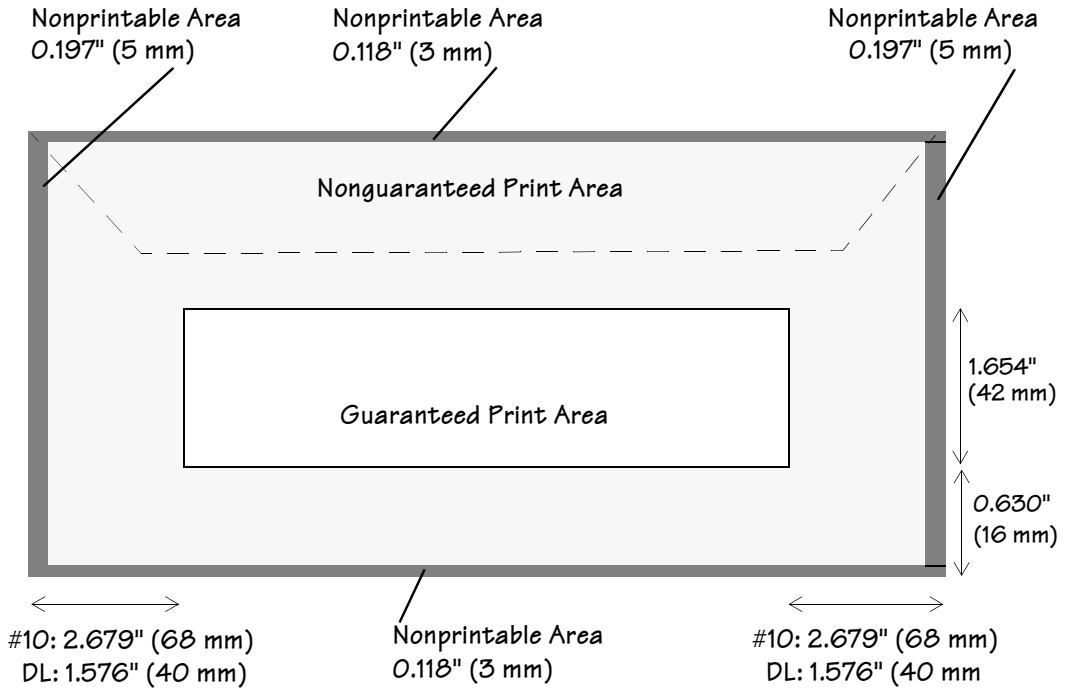 Nonprintable Area
0.197" (5 mm)
Nonprintable Area
0.118" (3 mm)
Nonprintable Area
0.197" (5 mm)
Nonguaranteed Print Area
Guaranteed Print Area
1.654"
(42 mm)
0.630"
(16 mm)
#10: 2.679" (68 mm)
DL: 1.576" (40 mm)
Nonprintable Area
0.118" (3 mm)
#10: 2.679" (68 mm)
DL: 1.576" (40 mm